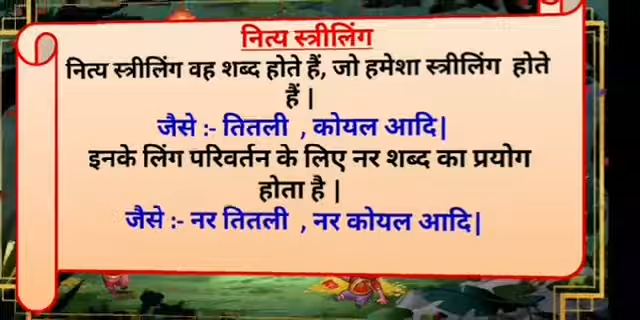 नित्य स्त्रीलिंग
नित्य स्त्रीलिंग वह शब्द होते हैं, जो हमेशा स्त्रीलिंग होते
हैं |
जैसे :- तितली , कोयल आदि|
इनके लिंग परिवर्तन के लिए नर शब्द का प्रयोग
होता है |
जैसे :- नर तितली , नर कोयल आदि|